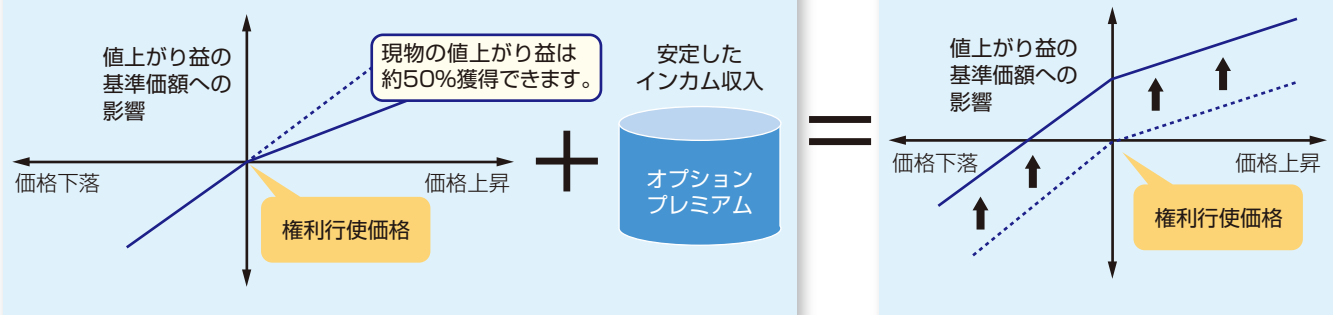 値上がり益の
基準価額への
影響
現物の値上がり益は
約50%獲得できます。
価格下落
価格上昇
権利行使価格
安定した
インカム収入
オプション
プレミアム
値上がり益の
基準価額への
影響
価格下落
価格上昇
権利行使価格